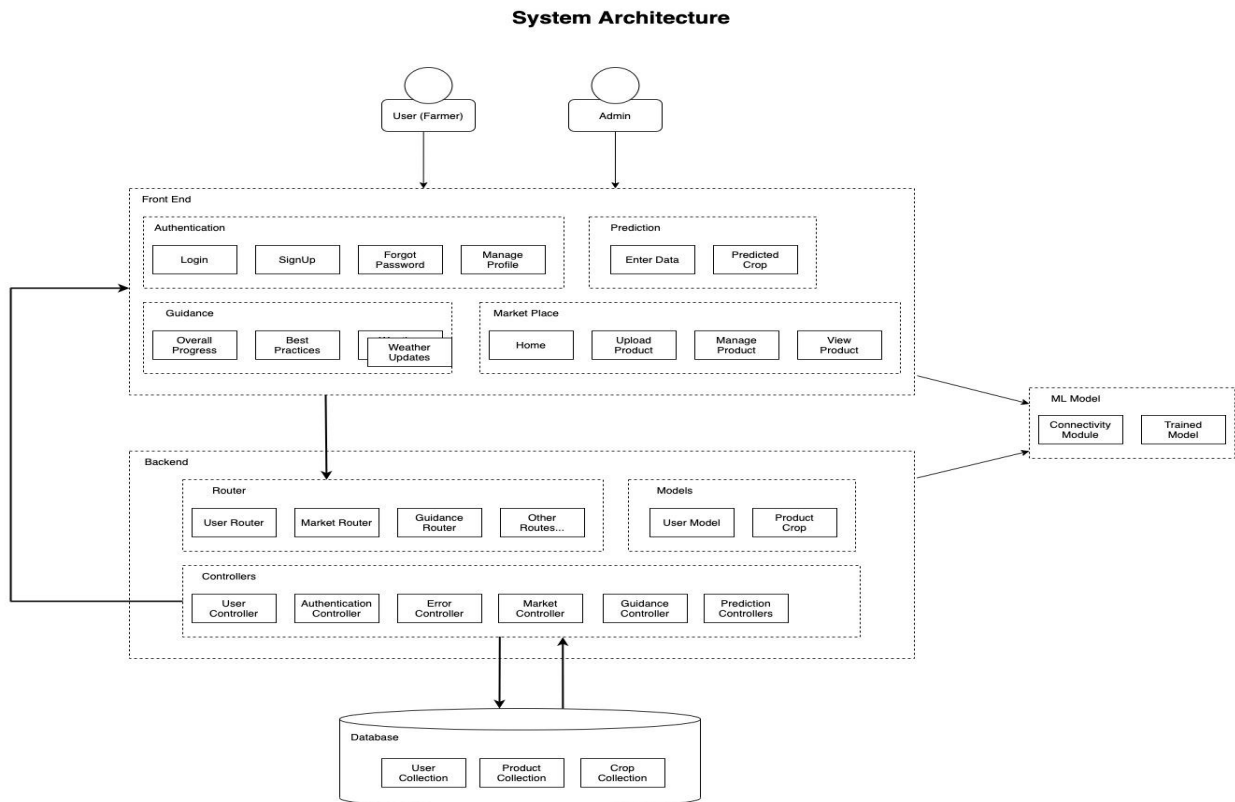 System Architecture
User (Farmer)
Admin
Front End
Authentication
Login
SignUp
Forgot
Password
Manage
Profile
Prediction
Enter Data
Predicted
Crop
Guidance
Overall
Progress
Best
Practices
Weather
Updates
Market Place
Home
Upload
Product
Manage
Product
View
Product
ML Model
Connectivity
Module
Trained
Model
Backend
Router
User Router
Market Router
Guidance
Router
Other
Routes...
Models
User Model
Product
Crop
Controllers
User
Controller
Authentication
Controller
Error
Controller
Market
Controller
Guidance
Controller
Prediction
Controllers
Database
User
Collection
Product
Collection
Crop
Collection